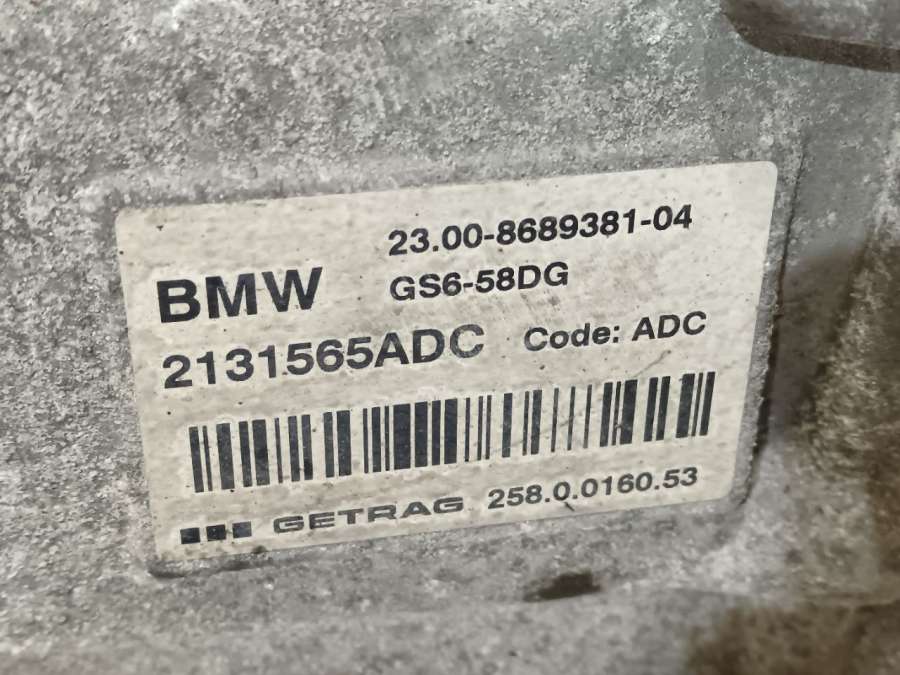 23.00-8689381-04
BMW GS6-58DG
2131565ADC Code: ADC
GETRAG 258.0.0160.53